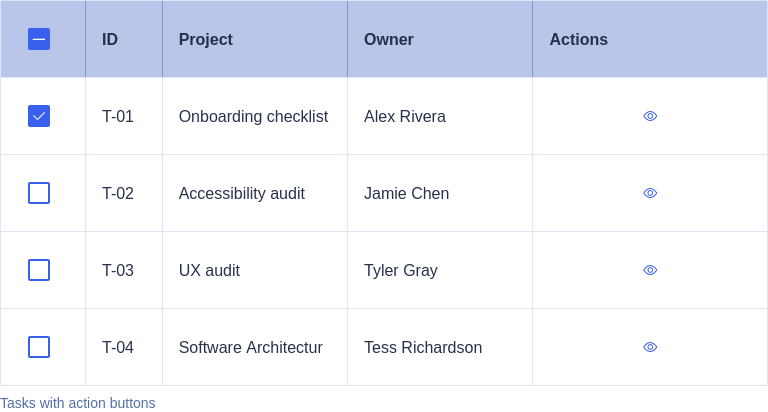 ID Project Owner Actions
T-01 Onboarding checklist Alex Rivera
T-02 Accessibility audit Jamie Chen
T-03 UX audit Tyler Gray
T-04 Software Architectur Tess Richardson
Tasks with action buttons